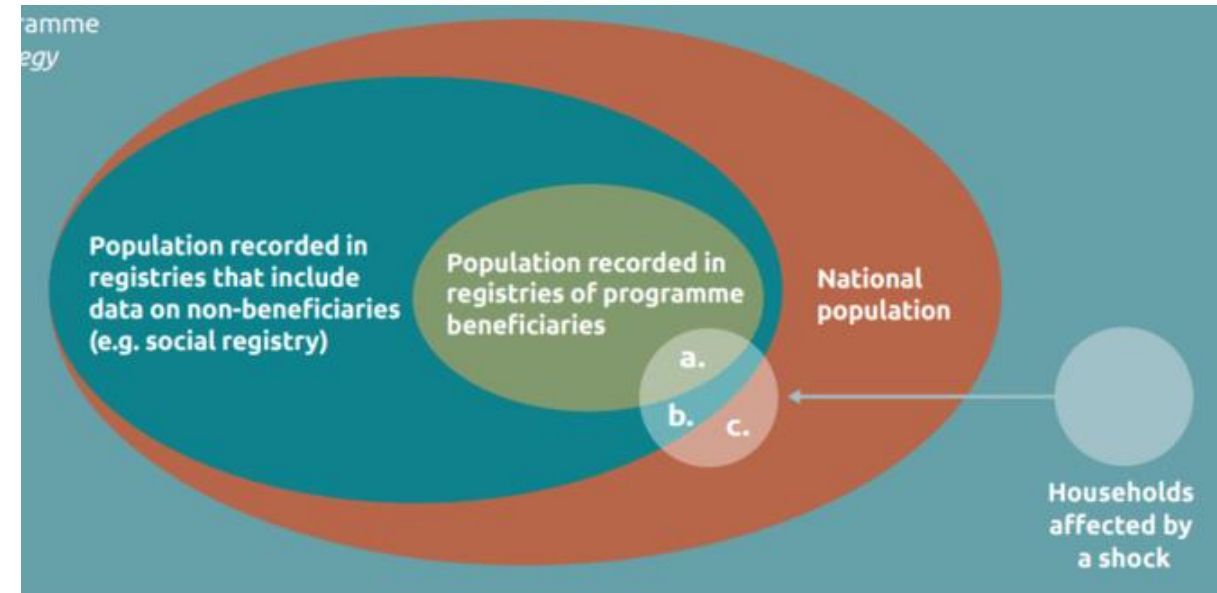 ramme
egy
Population recorded in
registries that include
data on non-beneficiaries
(e.g. social registry)
Population recorded in
registries of programme
beneficiaries
National
population
a.
b.
c.
Households
affected by
a shock